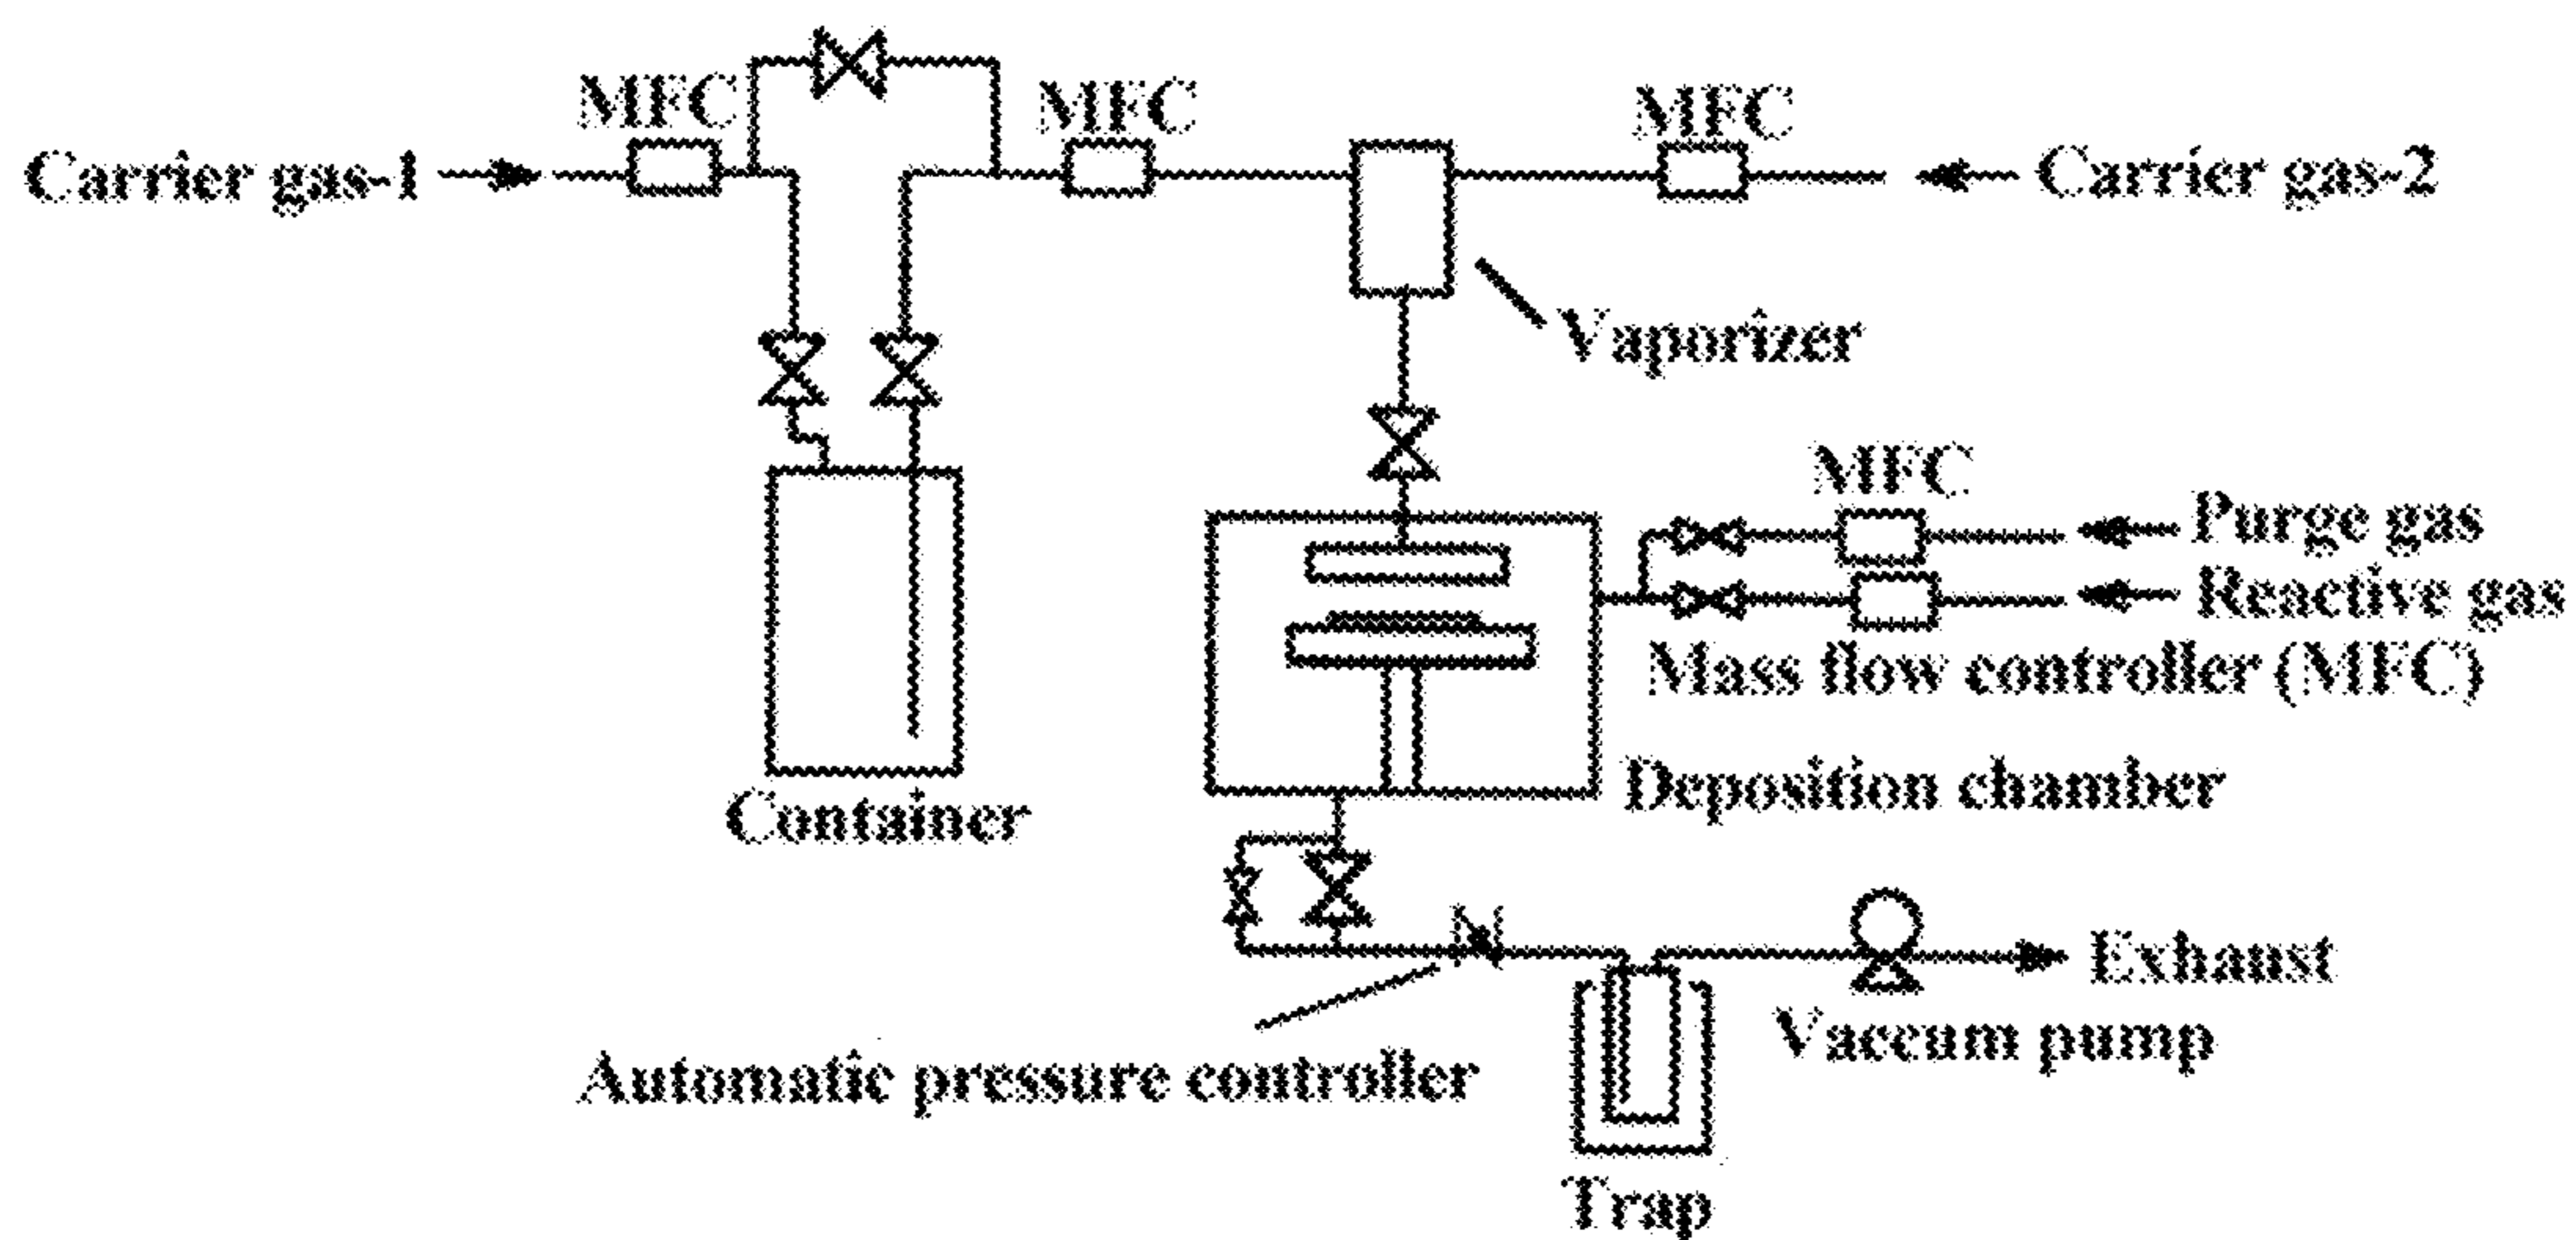 MFC
MFC
MFC
Carrier gas-1
Carrier gas-2
Vaporizer
MFC
Purge gas
Reactive gas
Mass flow controller (MFC)
Deposition chamber
Container
Exhaust
Vaccum pump
Automatic pressure controller
Trap